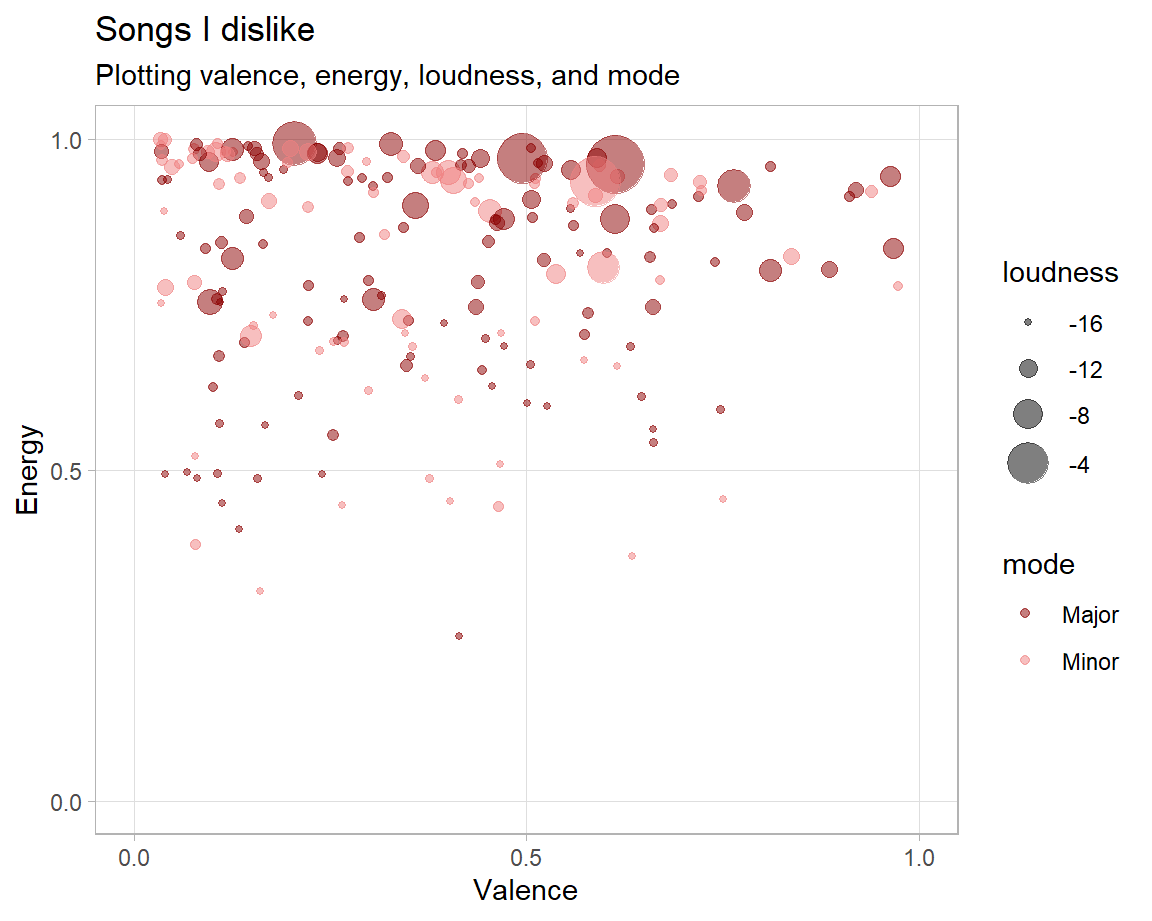 Songs I dislike
Plotting valence, energy, loudness, and mode
1.0
0.5
0.0
Energy
0.0
0.5
1.0
Valence
loudness
-16
-12
-8
-4
mode
Major
Minor